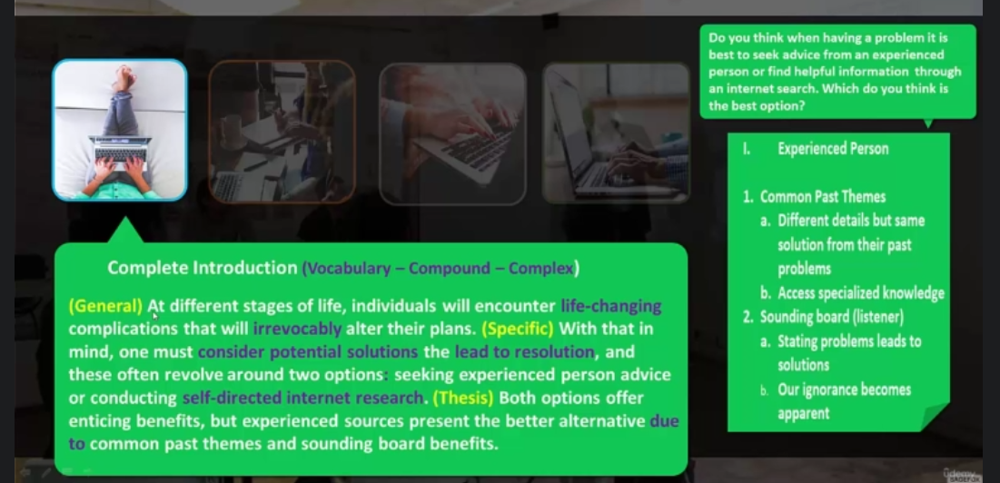 Do you think when having a problem it is
best to seek advice from an experienced
person or find helpful information through
an internet search. Which do you think is
the best option?
I. Experienced Person
1. Common Past Themes
a. Different details but same
solution from their past
problems
b. Access specialized knowledge
2. Sounding board (listener)
a. Stating problems leads to
solutions
b. Our ignorance becomes
apparent
Complete Introduction (Vocabulary – Compound – Complex)
(General) At different stages of life, individuals will encounter life-changing
complications that will irrevocably alter their plans. (Specific) With that in
mind, one must consider potential solutions the lead to resolution, and
these often revolve around two options: seeking experienced person advice
or conducting self-directed internet research. (Thesis) Both options offer
enticing benefits, but experienced sources present the better alternative due
to common past themes and sounding board benefits.
udemy